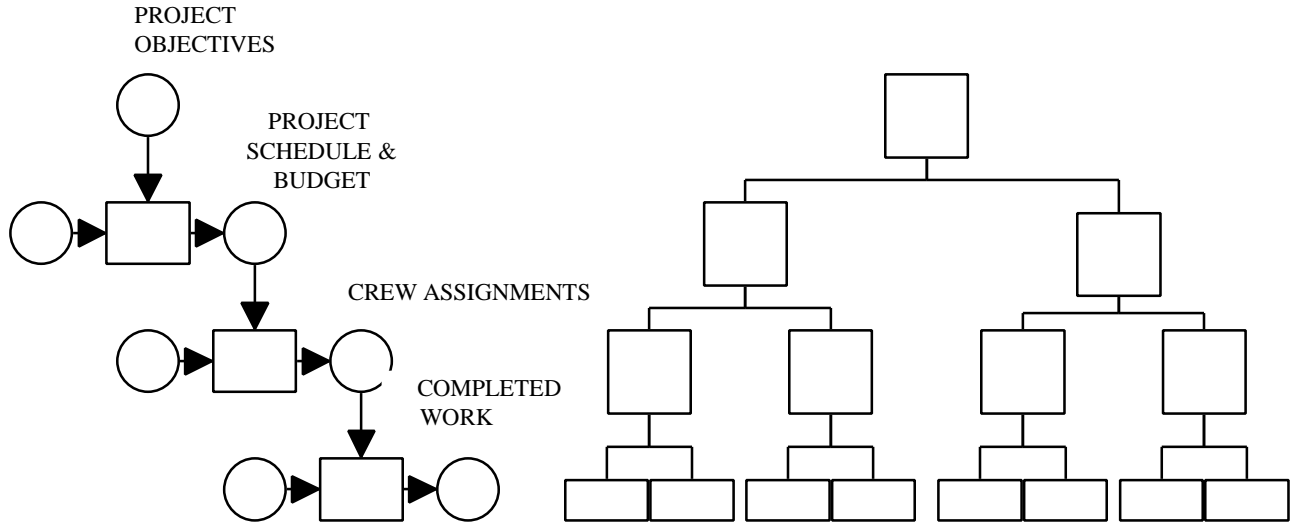 PROJECT
OBJECTIVES
PROJECT
SCHEDULE &
BUDGET
CREW ASSIGNMENTS
COMPLETED
WORK